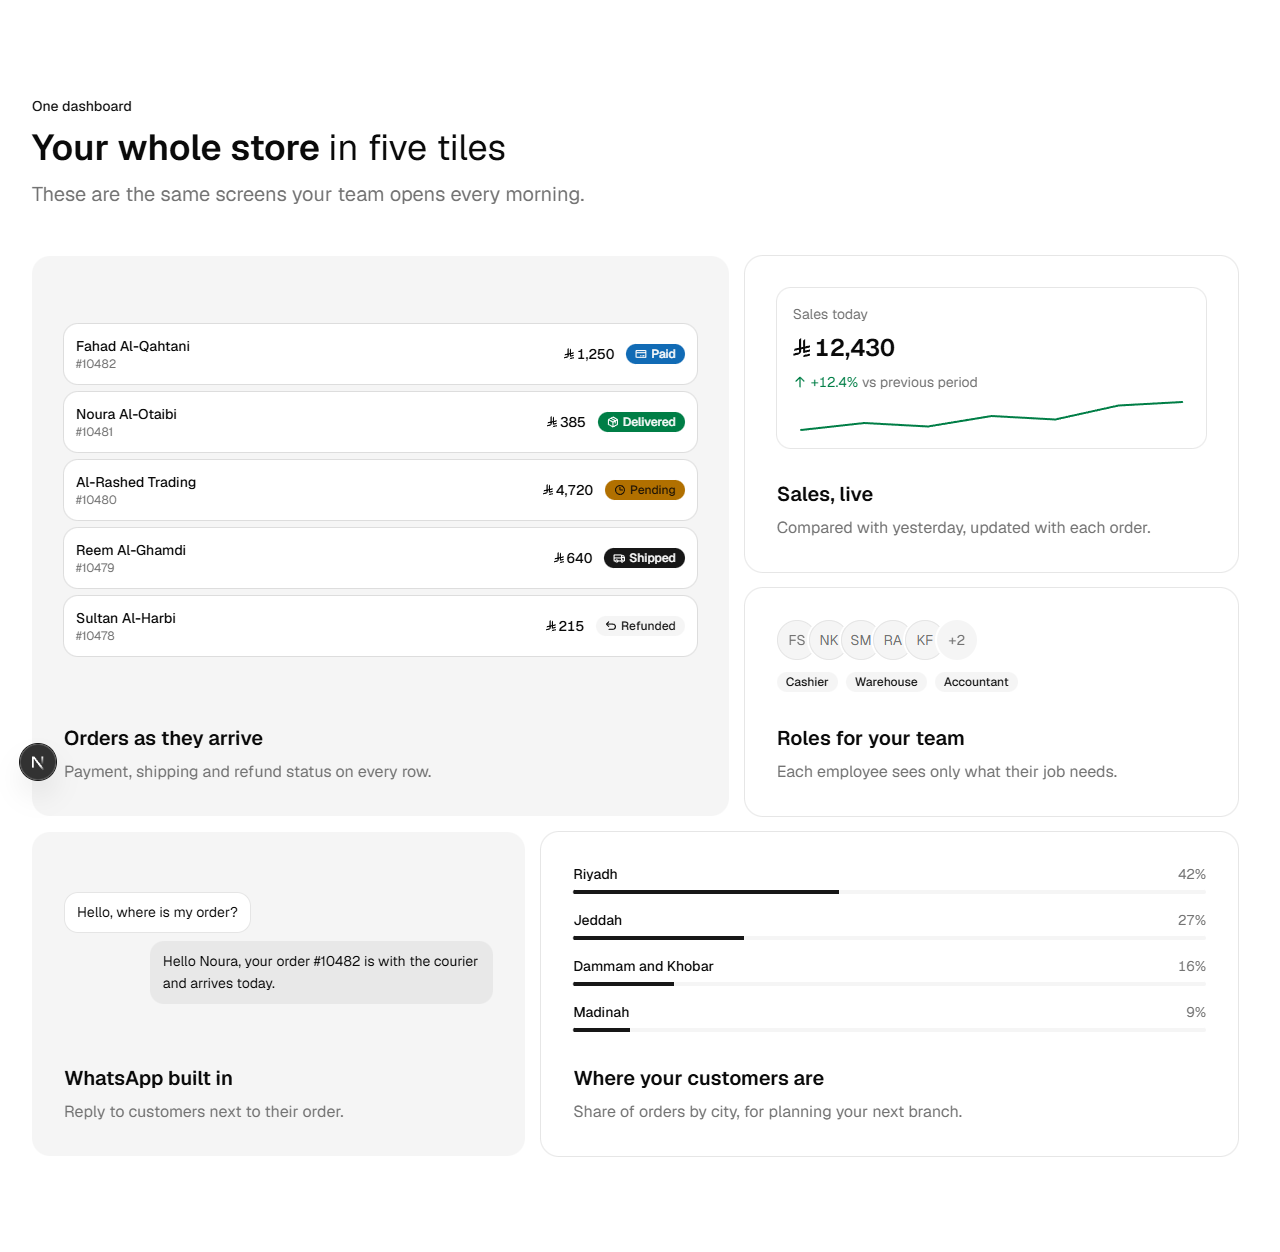 One dashboard
Your whole store in five tiles
These are the same screens your team opens every morning.
Fahad Al-Qahtani
#10482
⃁ 1,250
Paid
Noura Al-Otaibi
#10481
⃁ 385
Delivered
Al-Rashed Trading
#10480
⃁ 4,720
Pending
Reem Al-Ghamdi
#10479
⃁ 640
Shipped
Sultan Al-Harbi
#10478
⃁ 215
Refunded
Orders as they arrive
Payment, shipping and refund status on every row.
Sales today
⃁ 12,430
↑ +12.4% vs previous period
Sales, live
Compared with yesterday, updated with each order.
FS NK SM RA KF +2
Cashier Warehouse Accountant
Roles for your team
Each employee sees only what their job needs.
N
Hello, where is my order?
Hello Noura, your order #10482 is with the courier
and arrives today.
WhatsApp built in
Reply to customers next to their order.
Riyadh 42%
Jeddah 27%
Dammam and Khobar 16%
Madinah 9%
Where your customers are
Share of orders by city, for planning your next branch.